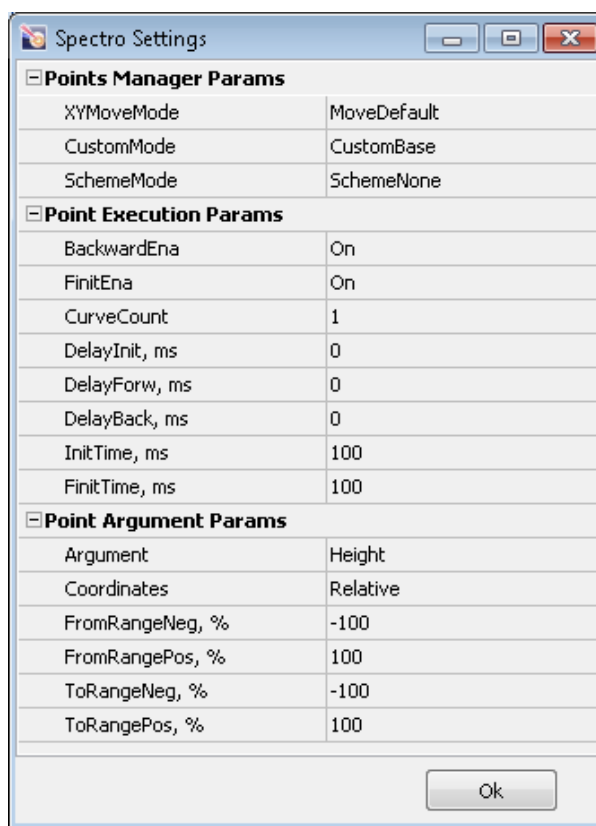 Spectro Settings
Points Manager Params
XYMoveMode MoveDefault
CustomMode CustomBase
SchemeMode SchemeNone
Point Execution Params
BackwardEna On
FinitEna On
CurveCount 1
DelayInit, ms 0
DelayForw, ms 0
DelayBack, ms 0
InitTime, ms 100
FinitTime, ms 100
Point Argument Params
Argument Height
Coordinates Relative
FromRangeNeg, % -100
FromRangePos, % 100
ToRangeNeg, % -100
ToRangePos, % 100
Ok